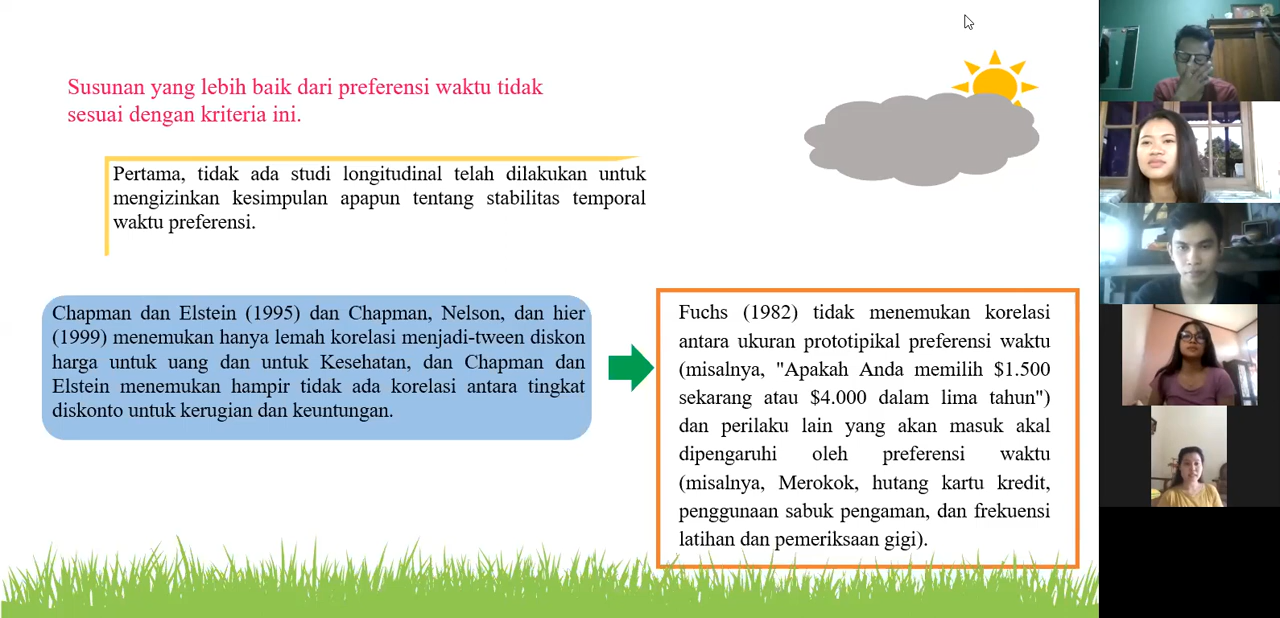 Susunan yang lebih baik dari preferensi waktu tidak
sesuai dengan kriteria ini.
Pertama, tidak ada studi longitudinal telah dilakukan untuk
mengizinkan kesimpulan apapun tentang stabilitas temporal
waktu preferensi.
Chapman dan Elstein (1995) dan Chapman, Nelson, dan hier
(1999) menemukan hanya lemah korelasi menjadi-tween diskon
harga untuk uang dan untuk Kesehatan, dan Chapman dan
Elstein menemukan hampir tidak ada korelasi antara tingkat
diskonto untuk kerugian dan keuntungan.
Fuchs (1982) tidak menemukan korelasi
antara ukuran prototipikal preferensi waktu
(misalnya, "Apakah Anda memilih $1.500
sekarang atau $4.000 dalam lima tahun")
dan perilaku lain yang akan masuk akal
dipengaruhi oleh preferensi waktu
(misalnya, Merokok, hutang kartu kredit,
penggunaan sabuk pengaman, dan frekuensi
latihan dan pemeriksaan gigi).